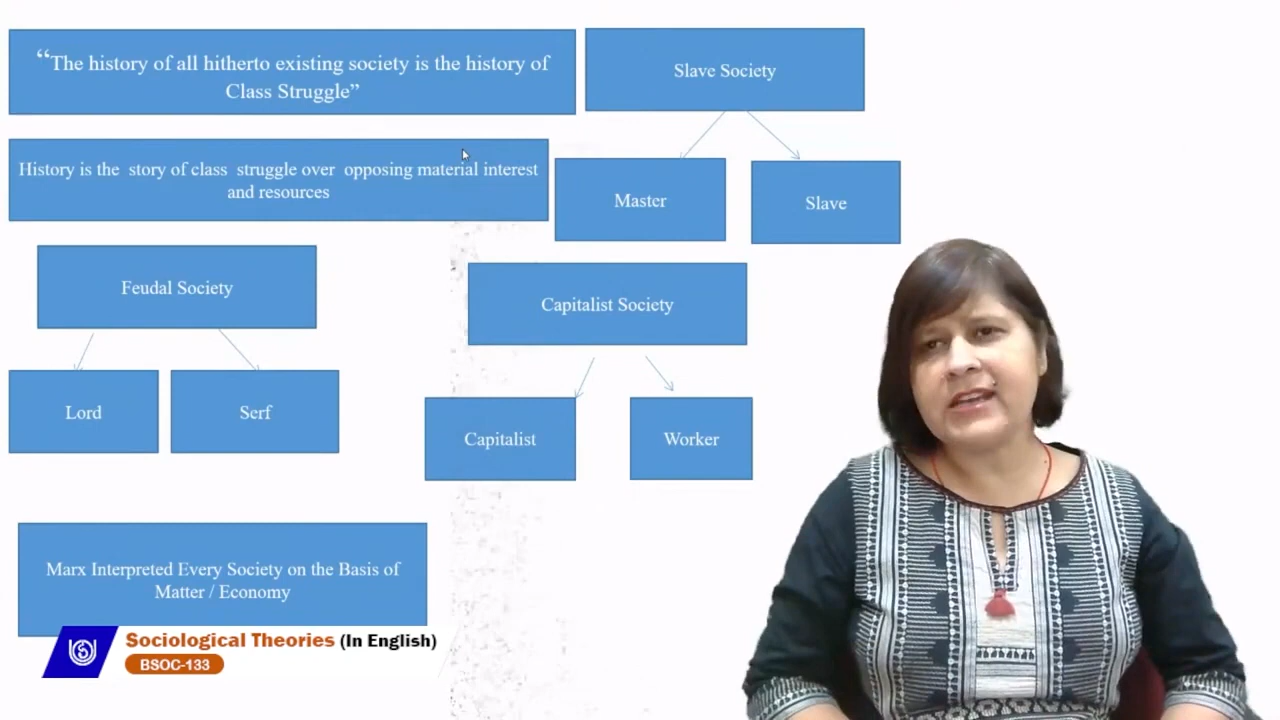 “The history of all hitherto existing society is the history of
Class Struggle”
Slave Society
History is the story of class struggle over opposing material interest
and resources
Master
Slave
Feudal Society
Capitalist Society
Lord
Serf
Capitalist
Worker
Marx Interpreted Every Society on the Basis of
Matter / Economy
Sociological Theories (In English)
BSOC-133